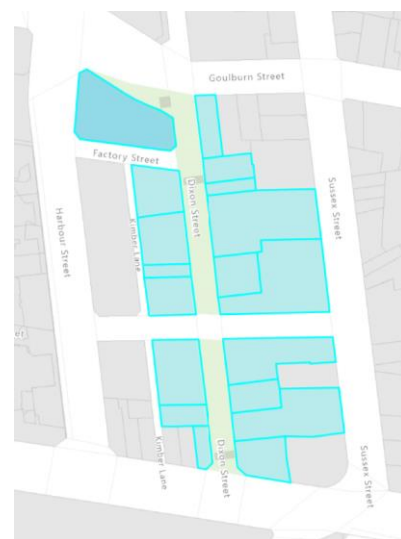 Goulburn Street
Factory Street
Dixon Street
Sussex Street
Harbour Street
Kimber Lane
Kimber Lane
Dixon Street
Sussex Street